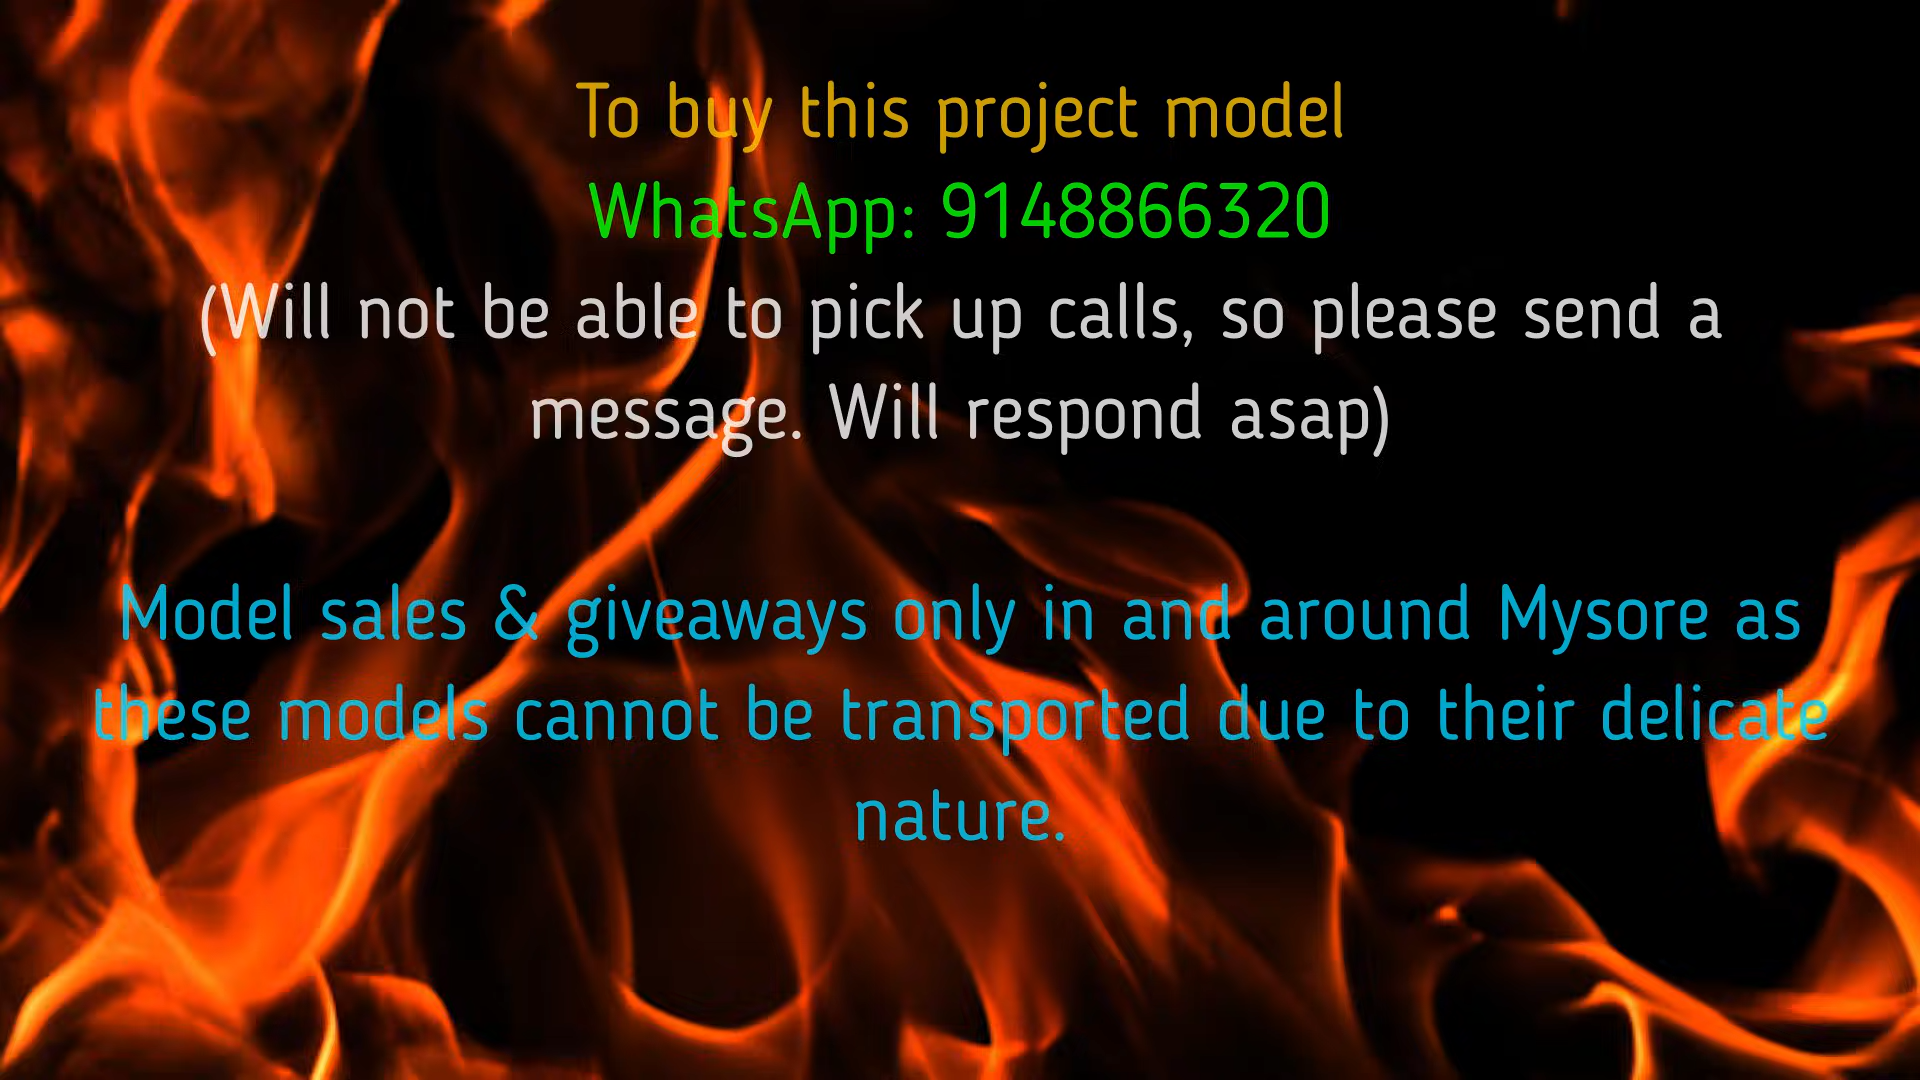 To buy this project model
WhatsApp: 9148866320
(Will not be able to pick up calls, so please send a
message. Will respond asap)
Model sales & giveaways only in and around Mysore as
these models cannot be transported due to their delicate
nature.